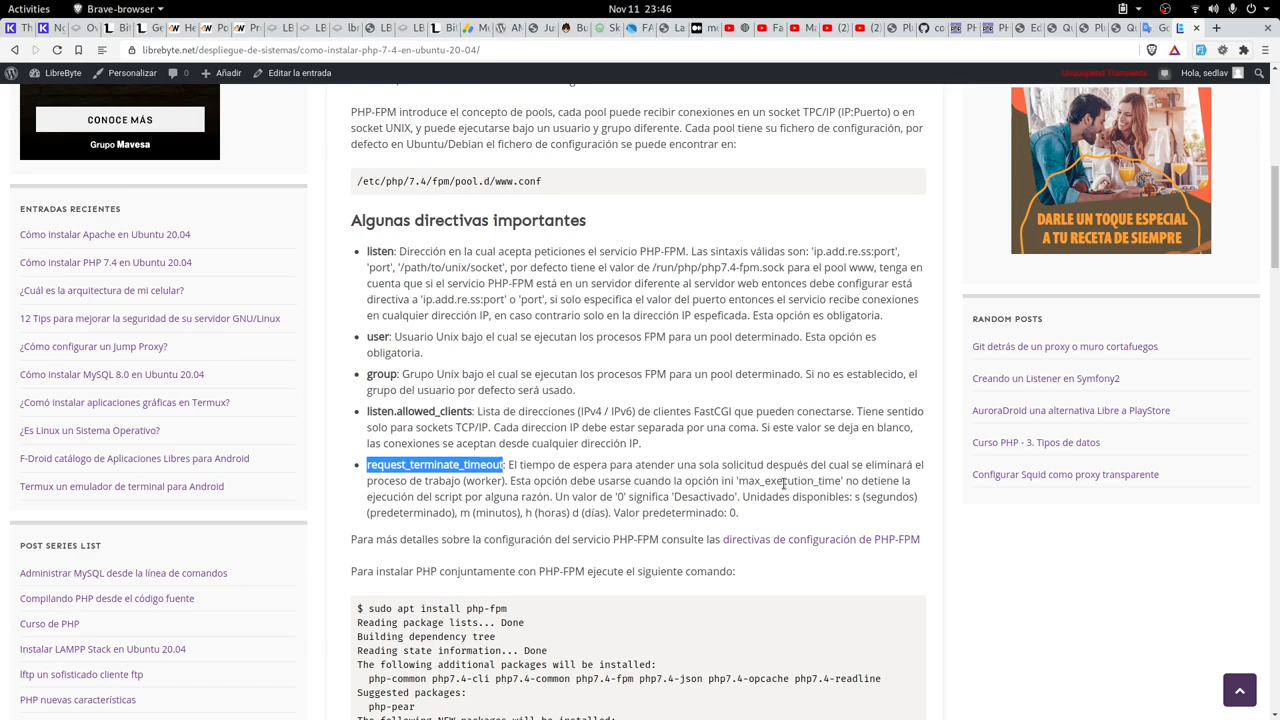 Activities
Brave-browser
Nov 11 23:46
librebyte.net/despliegue-de-sistemas/como-instalar-php-7-4-en-ubuntu-20-04/
LibreByte
Personalizar
0
Añadir
Editar la entrada
Hola, sedlav
CONOCE MÁS
Grupo Mavesa
ENTRADAS RECIENTES
Cómo instalar Apache en Ubuntu 20.04
Cómo instalar PHP 7.4 en Ubuntu 20.04
¿Cuál es la arquitectura de mi celular?
12 Tips para mejorar la seguridad de su servidor GNU/Linux
¿Cómo configurar un Jump Proxy?
Cómo instalar MySQL 8.0 en Ubuntu 20.04
¿Comó instalar aplicaciones gráficas en Termux?
¿Es Linux un Sistema Operativo?
F-Droid catálogo de Aplicaciones Libres para Android
Termux un emulador de terminal para Android
POST SERIES LIST
Administrar MySQL desde la línea de comandos
Compilando PHP desde el código fuente
Curso de PHP
Instalar LAMPP Stack en Ubuntu 20.04
lftp un sofisticado cliente ftp
PHP nuevas características
PHP-FPM introduce el concepto de pools, cada pool puede recibir conexiones en un socket TPC/IP (IP:Puerto) o en
socket UNIX, y puede ejecutarse bajo un usuario y grupo diferente. Cada pool tiene su fichero de configuración, por
defecto en Ubuntu/Debian el fichero de configuración se puede encontrar en:
/etc/php/7.4/fpm/pool.d/www.conf
Algunas directivas importantes
listen: Dirección en la cual acepta peticiones el servicio PHP-FPM. Las sintaxis válidas son: 'ip.add.re.ss:port',
'port', '/path/to/unix/socket', por defecto tiene el valor de /run/php/php7.4-fpm.sock para el pool www, tenga en
cuenta que si el servicio PHP-FPM está en un servidor diferente al servidor web entonces debe configurar está
directiva a 'ip.add.re.ss:port' o 'port', si solo especifica el valor del puerto entonces el servicio recibe conexiones
en cualquier dirección IP, en caso contrario solo en la dirección IP espeficada. Esta opción es obligatoria.
user: Usuario Unix bajo el cual se ejecutan los procesos FPM para un pool determinado. Esta opción es
obligatoria.
group: Grupo Unix bajo el cual se ejecutan los procesos FPM para un pool determinado. Si no es establecido, el
grupo del usuario por defecto será usado.
listen.allowed_clients: Lista de direcciones (IPv4 / IPv6) de clientes FastCGI que pueden conectarse. Tiene sentido
solo para sockets TCP/IP. Cada direccion IP debe estar separada por una coma. Si este valor se deja en blanco,
las conexiones se aceptan desde cualquier dirección IP.
request_terminate_timeout: El tiempo de espera para atender una sola solicitud después del cual se eliminará el
proceso de trabajo (worker). Esta opción debe usarse cuando la opción ini 'max_execution_time' no detiene la
ejecución del script por alguna razón. Un valor de '0' significa 'Desactivado'. Unidades disponibles: s (segundos)
(predeterminado), m (minutos), h (horas) d (días). Valor predeterminado: 0.
Para más detalles sobre la configuración del servicio PHP-FPM consulte las directivas de configuración de PHP-FPM
Para instalar PHP conjuntamente con PHP-FPM ejecute el siguiente comando:
$ sudo apt install php-fpm
Reading package lists... Done
Building dependency tree
Reading state information... Done
The following additional packages will be installed:
php-common php7.4-cli php7.4-common php7.4-fpm php7.4-json php7.4-opcache php7.4-readline
Suggested packages:
php-pear
DARLE UN TOQUE ESPECIAL
A TU RECETA DE SIEMPRE
RANDOM POSTS
Git detrás de un proxy o muro cortafuegos
Creando un Listener en Symfony2
AuroraDroid una alternativa Libre a PlayStore
Curso PHP - 3. Tipos de datos
Configurar Squid como proxy transparente